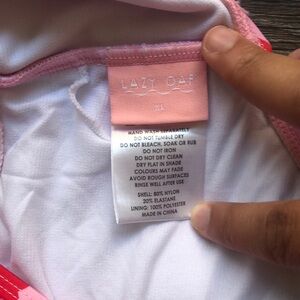 LAZY OAF
XL
HAND WASH SEPARATELY
DO NOT TUMBLE DRY
DO NOT BLEACH, SOAK OR RUB
DO NOT IRON
DO NOT DRY CLEAN
DRY FLAT IN SHADE
COLOURS MAY FADE
AVOID ROUGH SURFACES
RINSE WELL AFTER USE
SHELL: 80% NYLON
20% ELASTANE
LINING: 100% POLYESTER
MADE IN CHINA